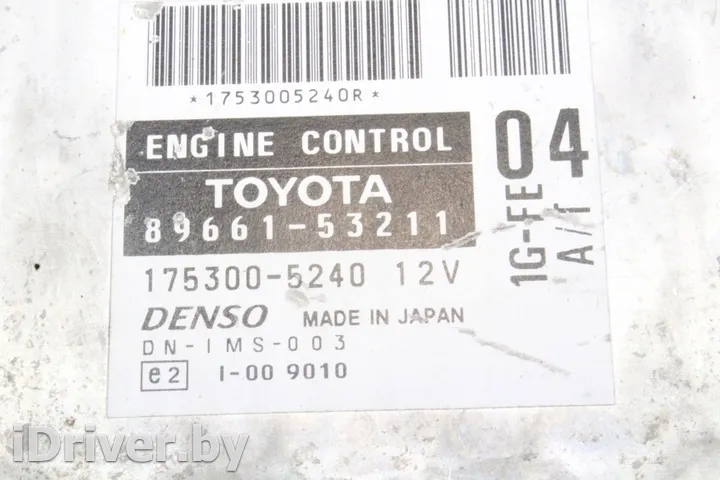 *1753005240R*
ENGINE CONTROL
TOYOTA
89661-53211
175300-5240 12V
DENSO MADE IN JAPAN
DN-IMS-003
e2 I-00 9010
04
1G-FE
A/T
iDriver.by